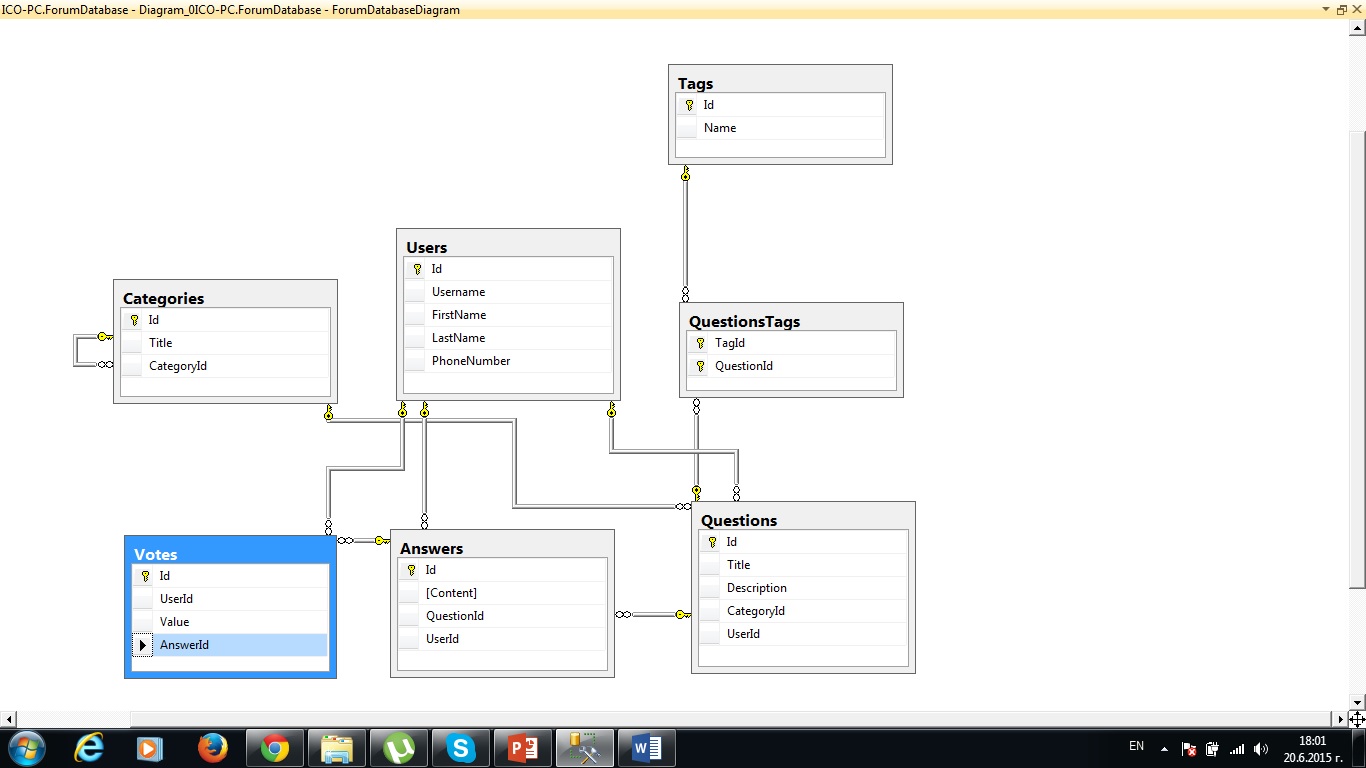 ICO-PC.ForumDatabase - Diagram_0ICO-PC.ForumDatabase - ForumDatabaseDiagram
Tags
Id
Name
Users
Id
Username
FirstName
LastName
PhoneNumber
Categories
Id
Title
CategoryId
QuestionsTags
TagId
QuestionId
Votes
Id
UserId
Value
AnswerId
Answers
Id
[Content]
QuestionId
UserId
Questions
Id
Title
Description
CategoryId
UserId
EN
18:01
20.6.2015 г.